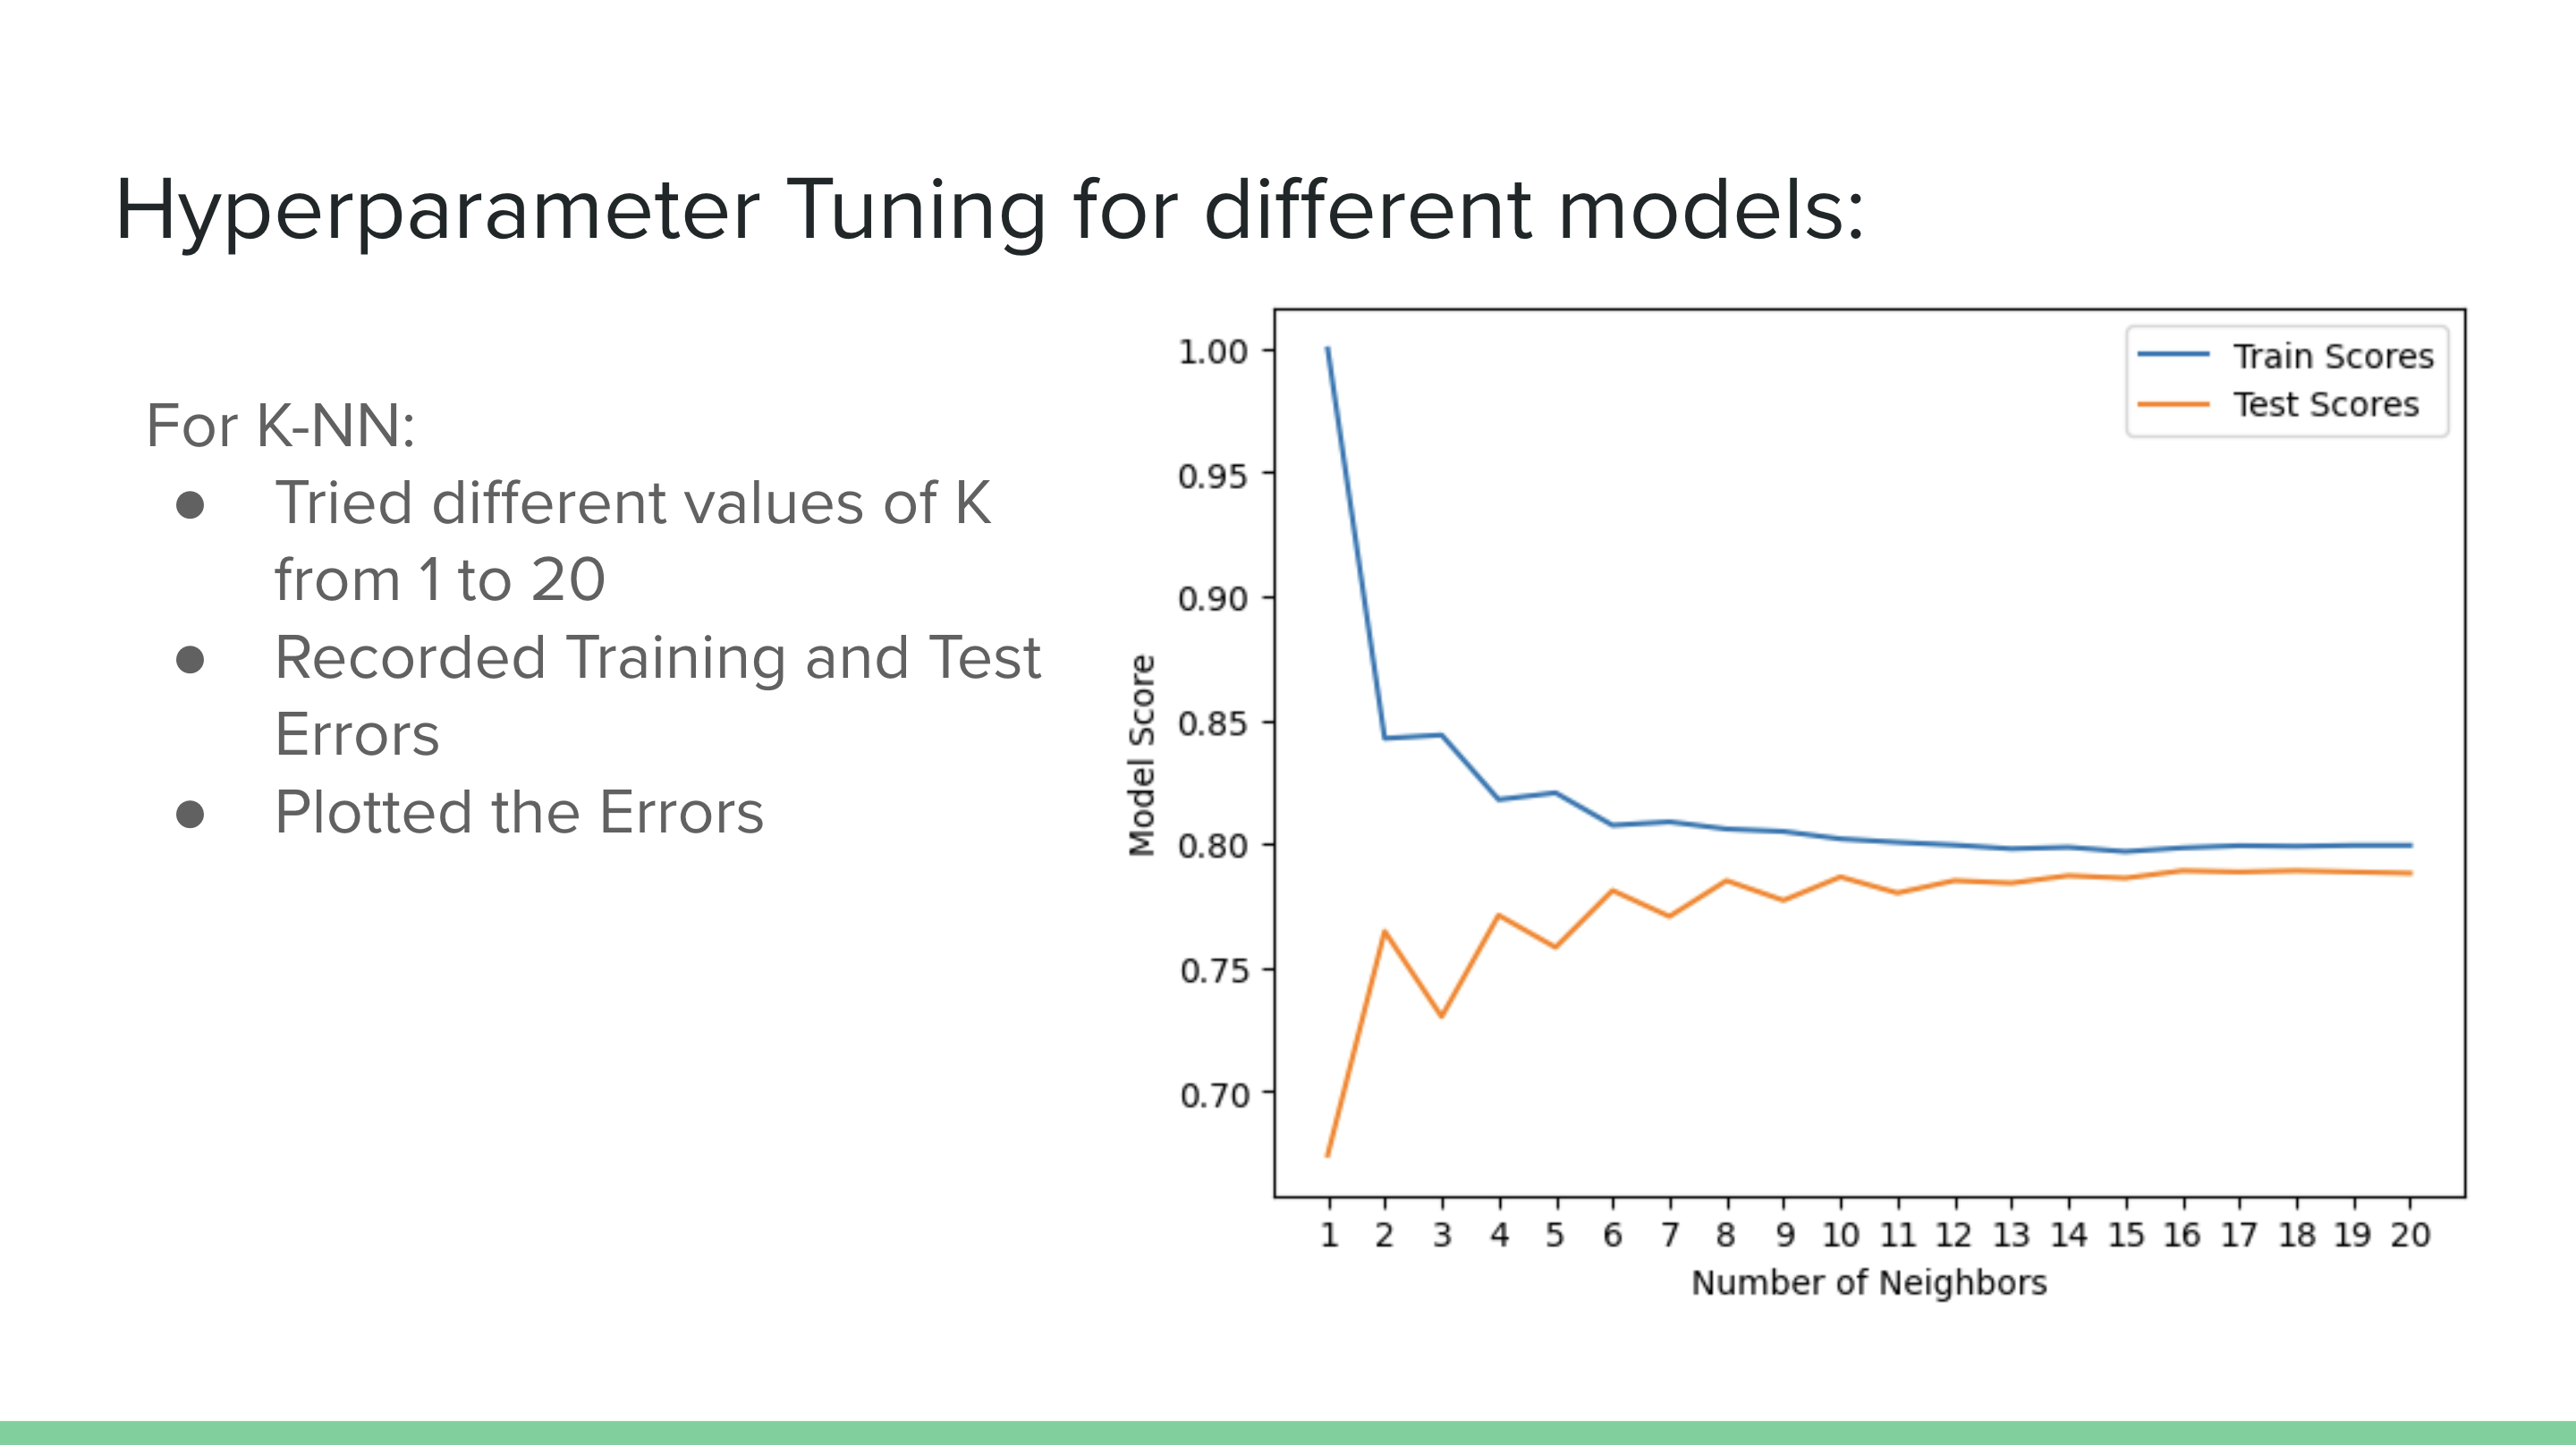 Hyperparameter Tuning for different models:
For K-NN:
● Tried different values of K
from 1 to 20
● Recorded Training and Test
Errors
● Plotted the Errors
Train Scores
Test Scores
1.00
0.95
0.90
0.85
0.80
0.75
0.70
Model Score
1 2 3 4 5 6 7 8 9 10 11 12 13 14 15 16 17 18 19 20
Number of Neighbors